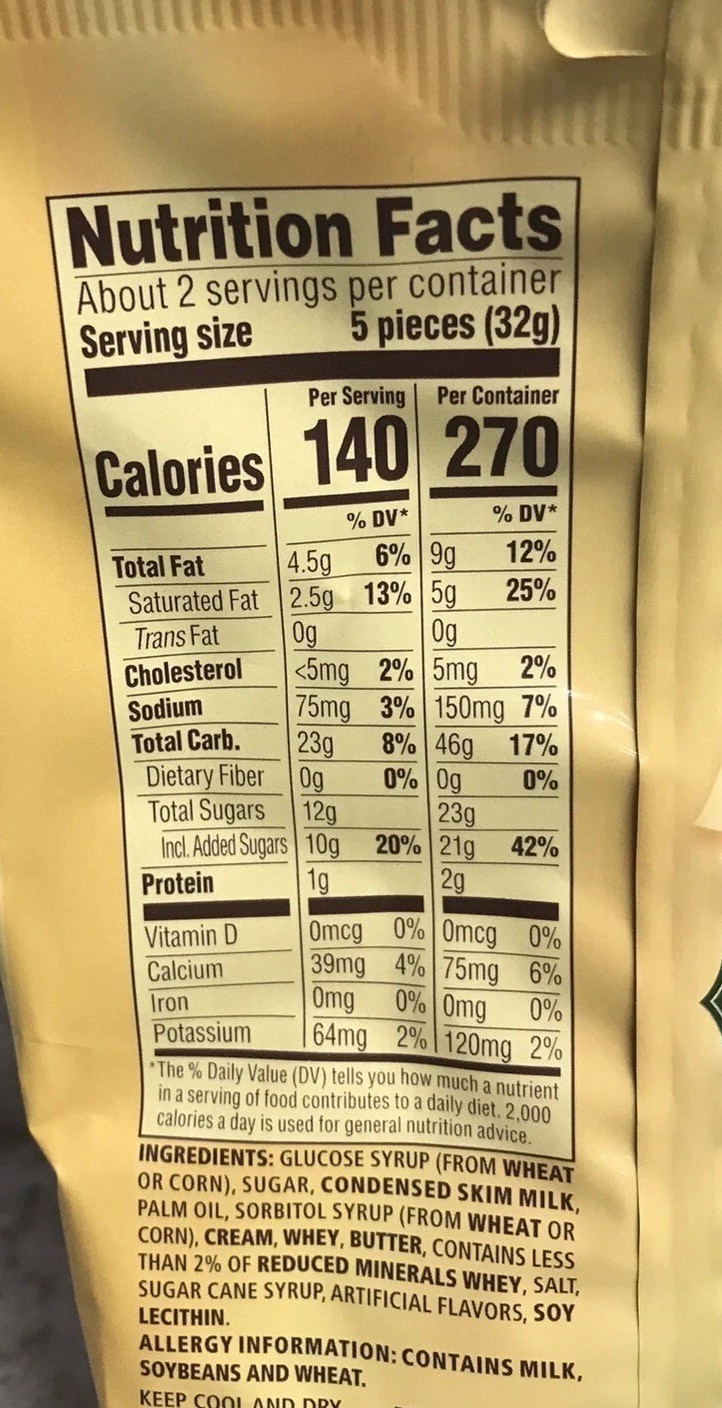 Nutrition Facts
About 2 servings per container
Serving size 5 pieces (32g)
Per Serving Per Container
Calories 140 270
% DV* % DV*
Total Fat 4.5g 6% 9g 12%
Saturated Fat 2.5g 13% 5g 25%
Trans Fat 0g 0g
Cholesterol <5mg 2% 5mg 2%
Sodium 75mg 3% 150mg 7%
Total Carb. 23g 8% 46g 17%
Dietary Fiber 0g 0% 0g 0%
Total Sugars 12g 23g
Incl. Added Sugars 10g 20% 21g 42%
Protein 1g 2g
Vitamin D 0mcg 0% 0mcg 0%
Calcium 39mg 4% 75mg 6%
Iron 0mg 0% 0mg 0%
Potassium 64mg 2% 120mg 2%
*The % Daily Value (DV) tells you how much a nutrient
in a serving of food contributes to a daily diet. 2,000
calories a day is used for general nutrition advice.
INGREDIENTS: GLUCOSE SYRUP (FROM WHEAT
OR CORN), SUGAR, CONDENSED SKIM MILK,
PALM OIL, SORBITOL SYRUP (FROM WHEAT OR
CORN), CREAM, WHEY, BUTTER, CONTAINS LESS
THAN 2% OF REDUCED MINERALS WHEY, SALT,
SUGAR CANE SYRUP, ARTIFICIAL FLAVORS, SOY
LECITHIN.
ALLERGY INFORMATION: CONTAINS MILK,
SOYBEANS AND WHEAT.
KEEP COOL AND DRY